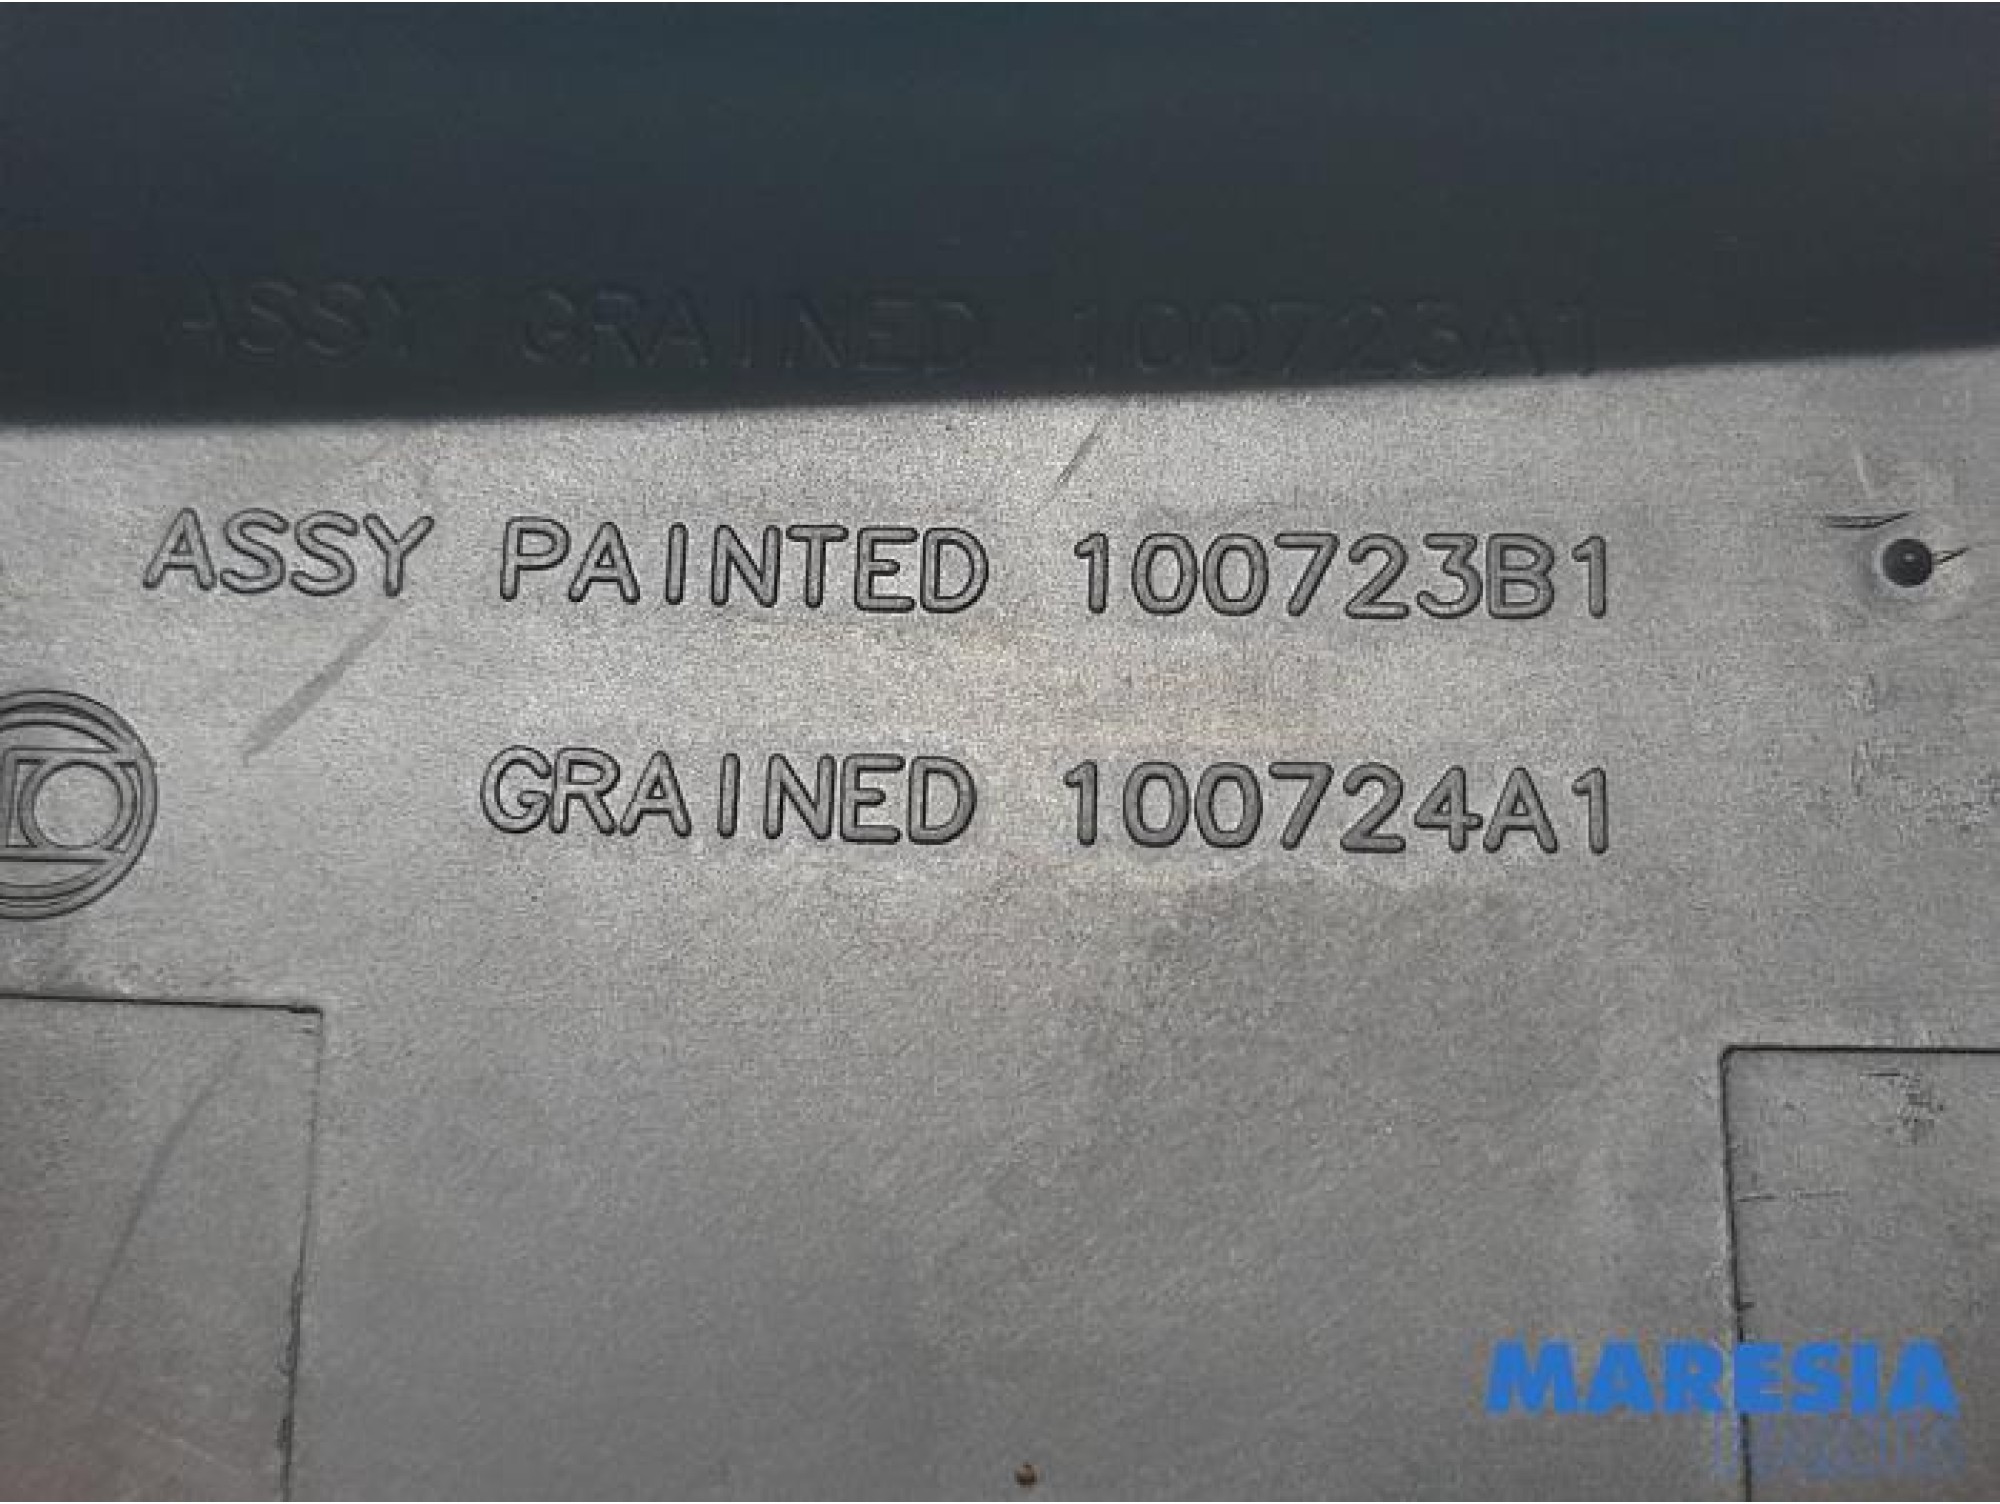 ASSY GRAINED 100723A1
ASSY PAINTED 100723B1
GRAINED 100724A1
MARESIA